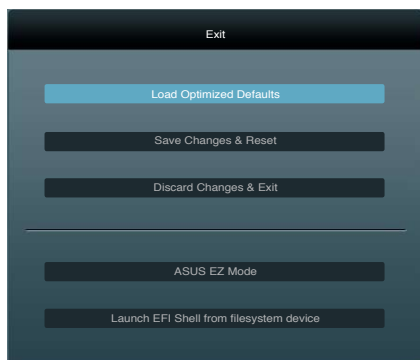 Exit
Load Optimized Defaults
Save Changes & Reset
Discard Changes & Exit
ASUS EZ Mode
Launch EFI Shell from filesystem device